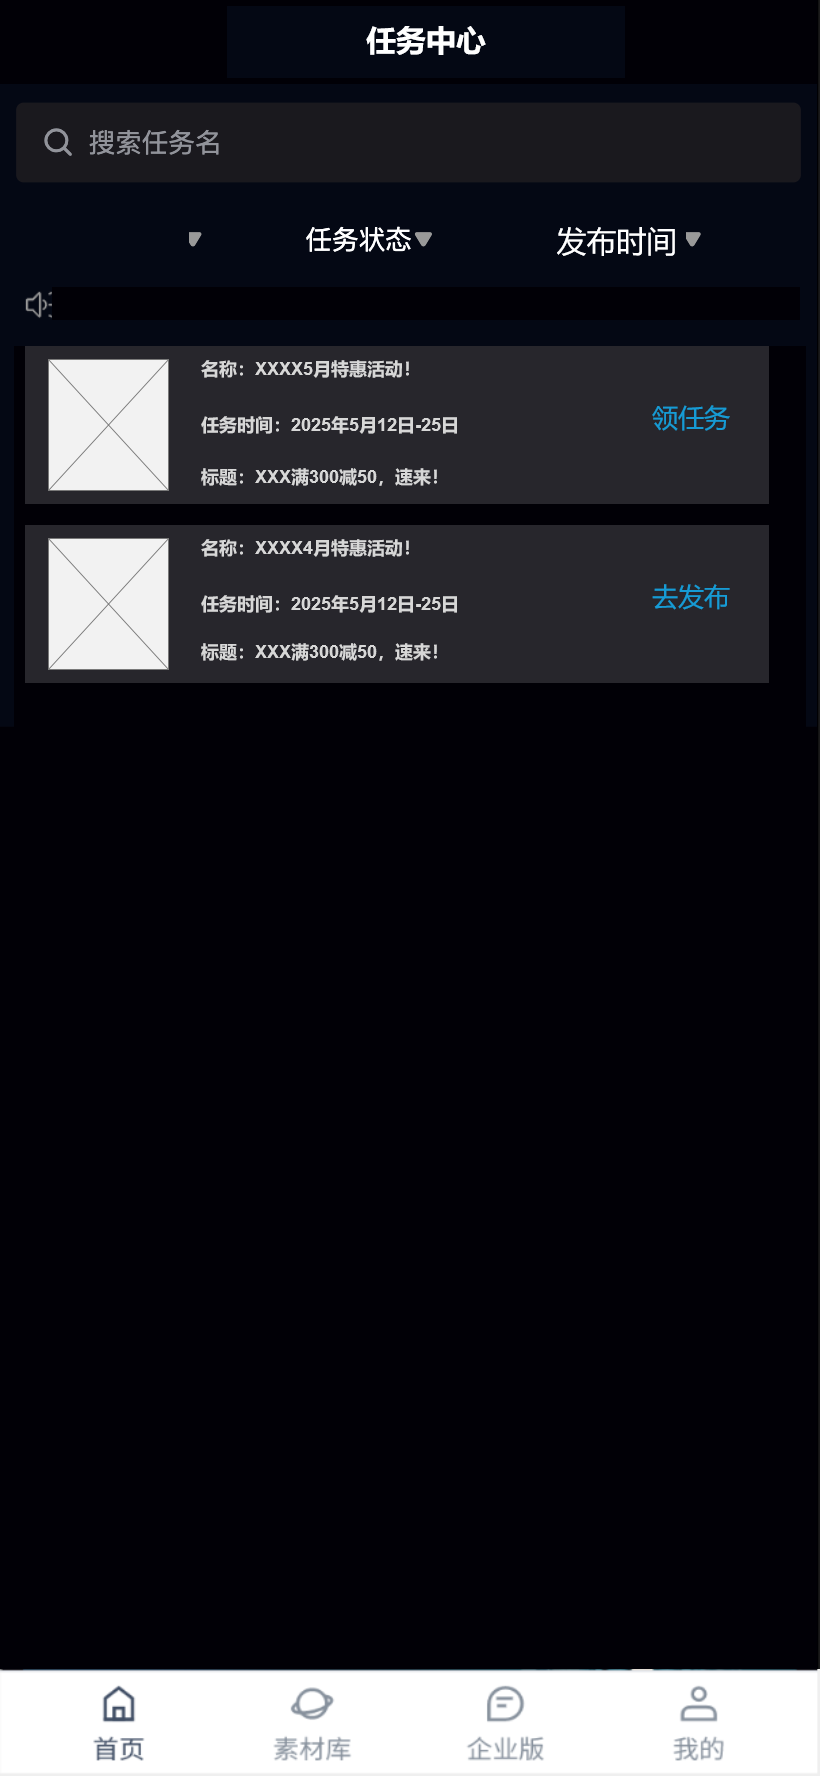 任务中心
搜索任务名
任务状态 发布时间
名称：XXXX5月特惠活动！
任务时间：2025年5月12日-25日
标题：XXX满300减50，速来！
领任务
名称：XXXX4月特惠活动！
任务时间：2025年5月12日-25日
标题：XXX满300减50，速来！
去发布
首页 素材库 企业版 我的